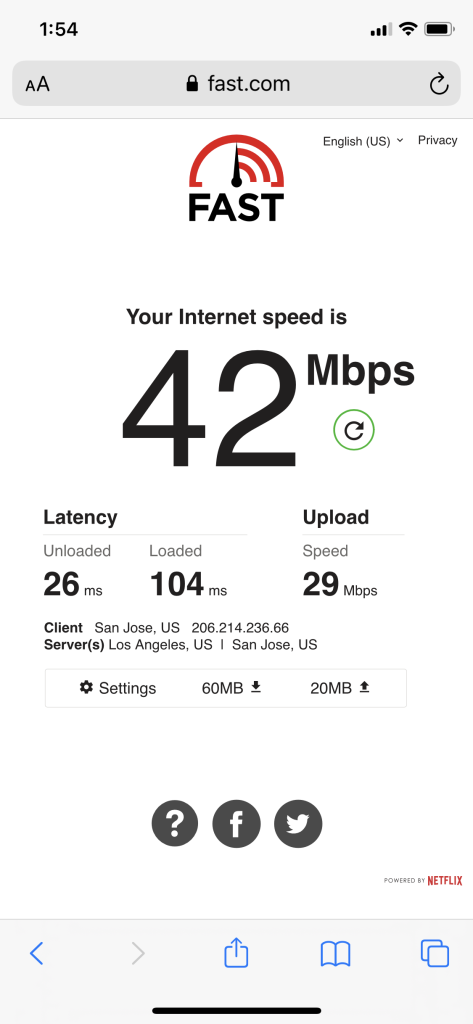 1:54
AA fast.com
English (US) Privacy
FAST
Your Internet speed is
42 Mbps
Latency Upload
Unloaded Loaded Speed
26 ms 104 ms 29 Mbps
Client San Jose, US 206.214.236.66
Server(s) Los Angeles, US | San Jose, US
Settings 60MB 20MB
? f
POWERED BY NETFLIX